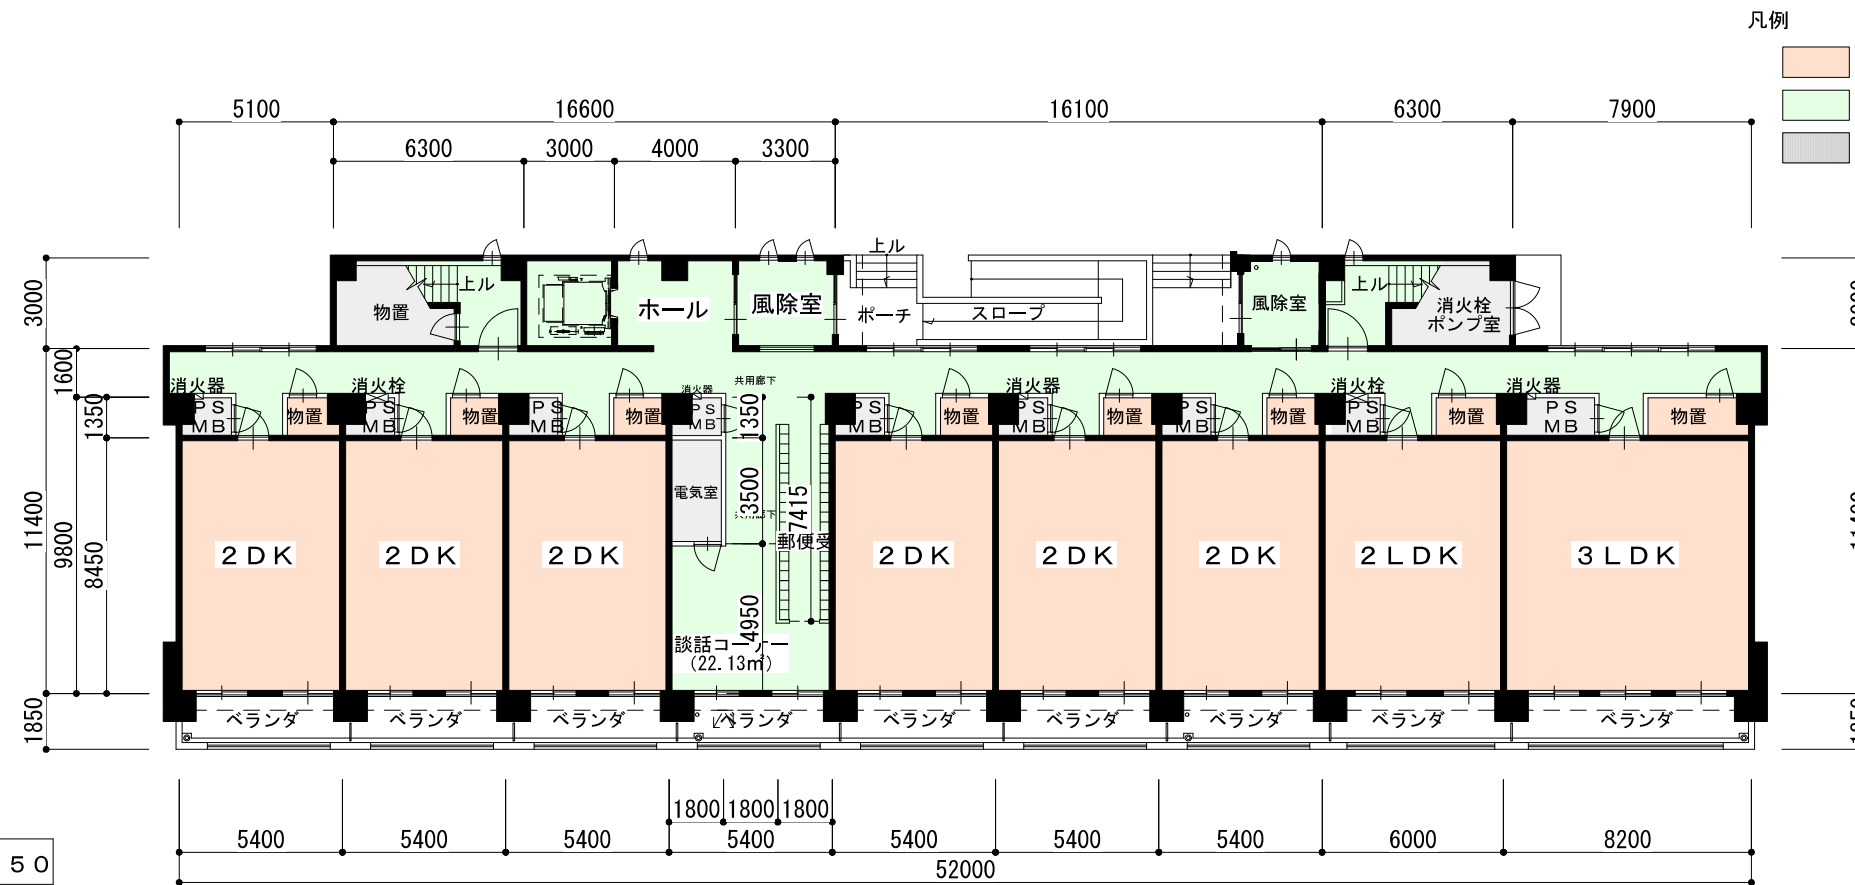 凡例
5100 16600 16100 6300 7900
6300 3000 4000 3300
上ル
物置 上ル ホール 風除室 ポーチ スロープ 風除室 上ル 消火栓
ポンプ室
3000
1600
1350
11400
9800
8450
1850
消火器 消火栓 消火器 共用廊下 消火器 消火栓 消火器
PS 物置 PS 物置 PS 物置 PS 1350 PS 物置 PS 物置 PS 物置 PS 物置 PS 物置
MB MB MB MB MB MB MB MB MB
電気室 3500 7415
郵便受
2DK 2DK 2DK 2DK 2DK 2DK 2LDK 3LDK
4950
談話コーナー
(22.13㎡)
ベランダ ベランダ ベランダ ベランダ ベランダ ベランダ ベランダ ベランダ ベランダ
1800 1800 1800
5400 5400 5400 5400 5400 5400 5400 6000 8200
52000
50